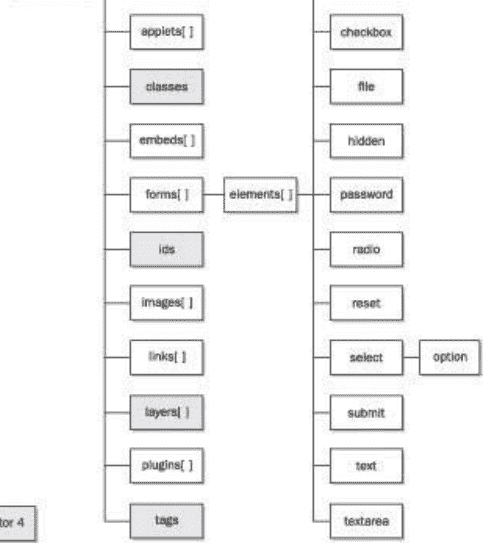 applets[ ]
checkbox
classes
file
embeds[ ]
hidden
forms[ ]
elements[ ]
password
ids
radio
images[ ]
reset
links[ ]
select
option
layers[ ]
submit
plugins[ ]
text
tor 4
tags
textarea